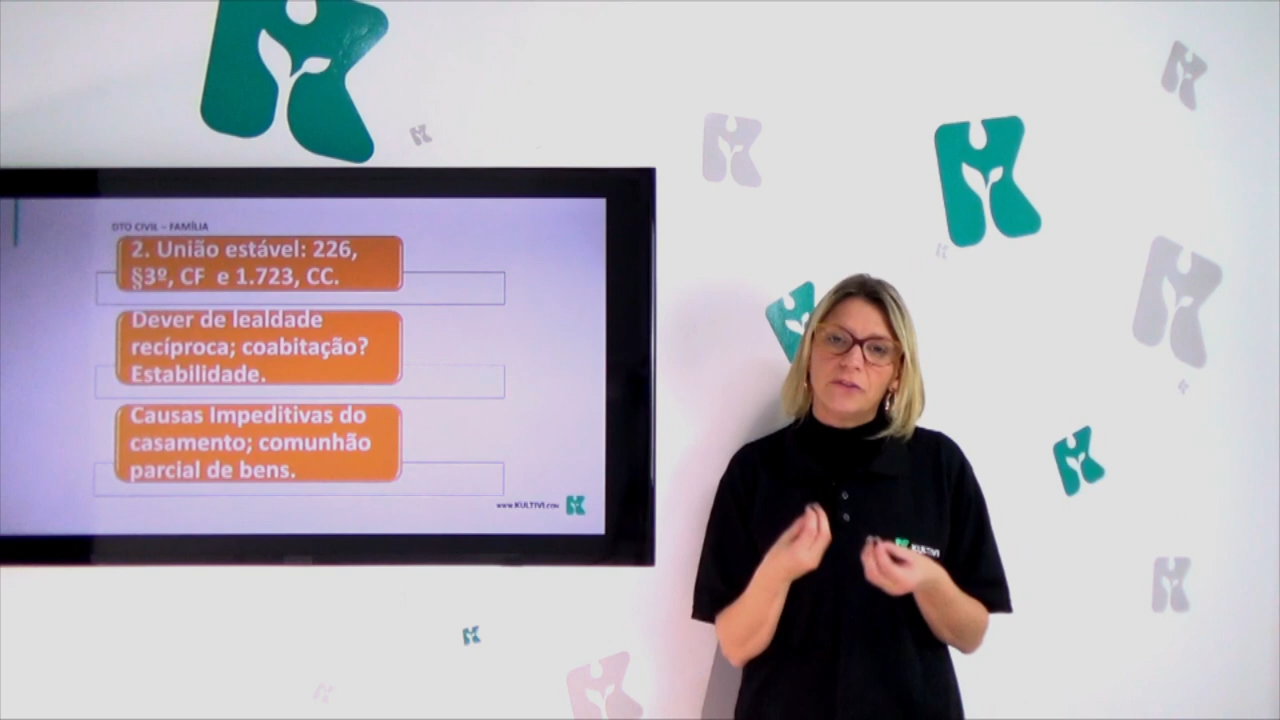 DTO CIVIL – FAMÍLIA
2. União estável: 226,
§3º, CF e 1.723, CC.
Dever de lealdade
recíproca; coabitação?
Estabilidade.
Causas Impeditivas do
casamento; comunhão
parcial de bens.
www.KULTIVI.com
KULTIVI